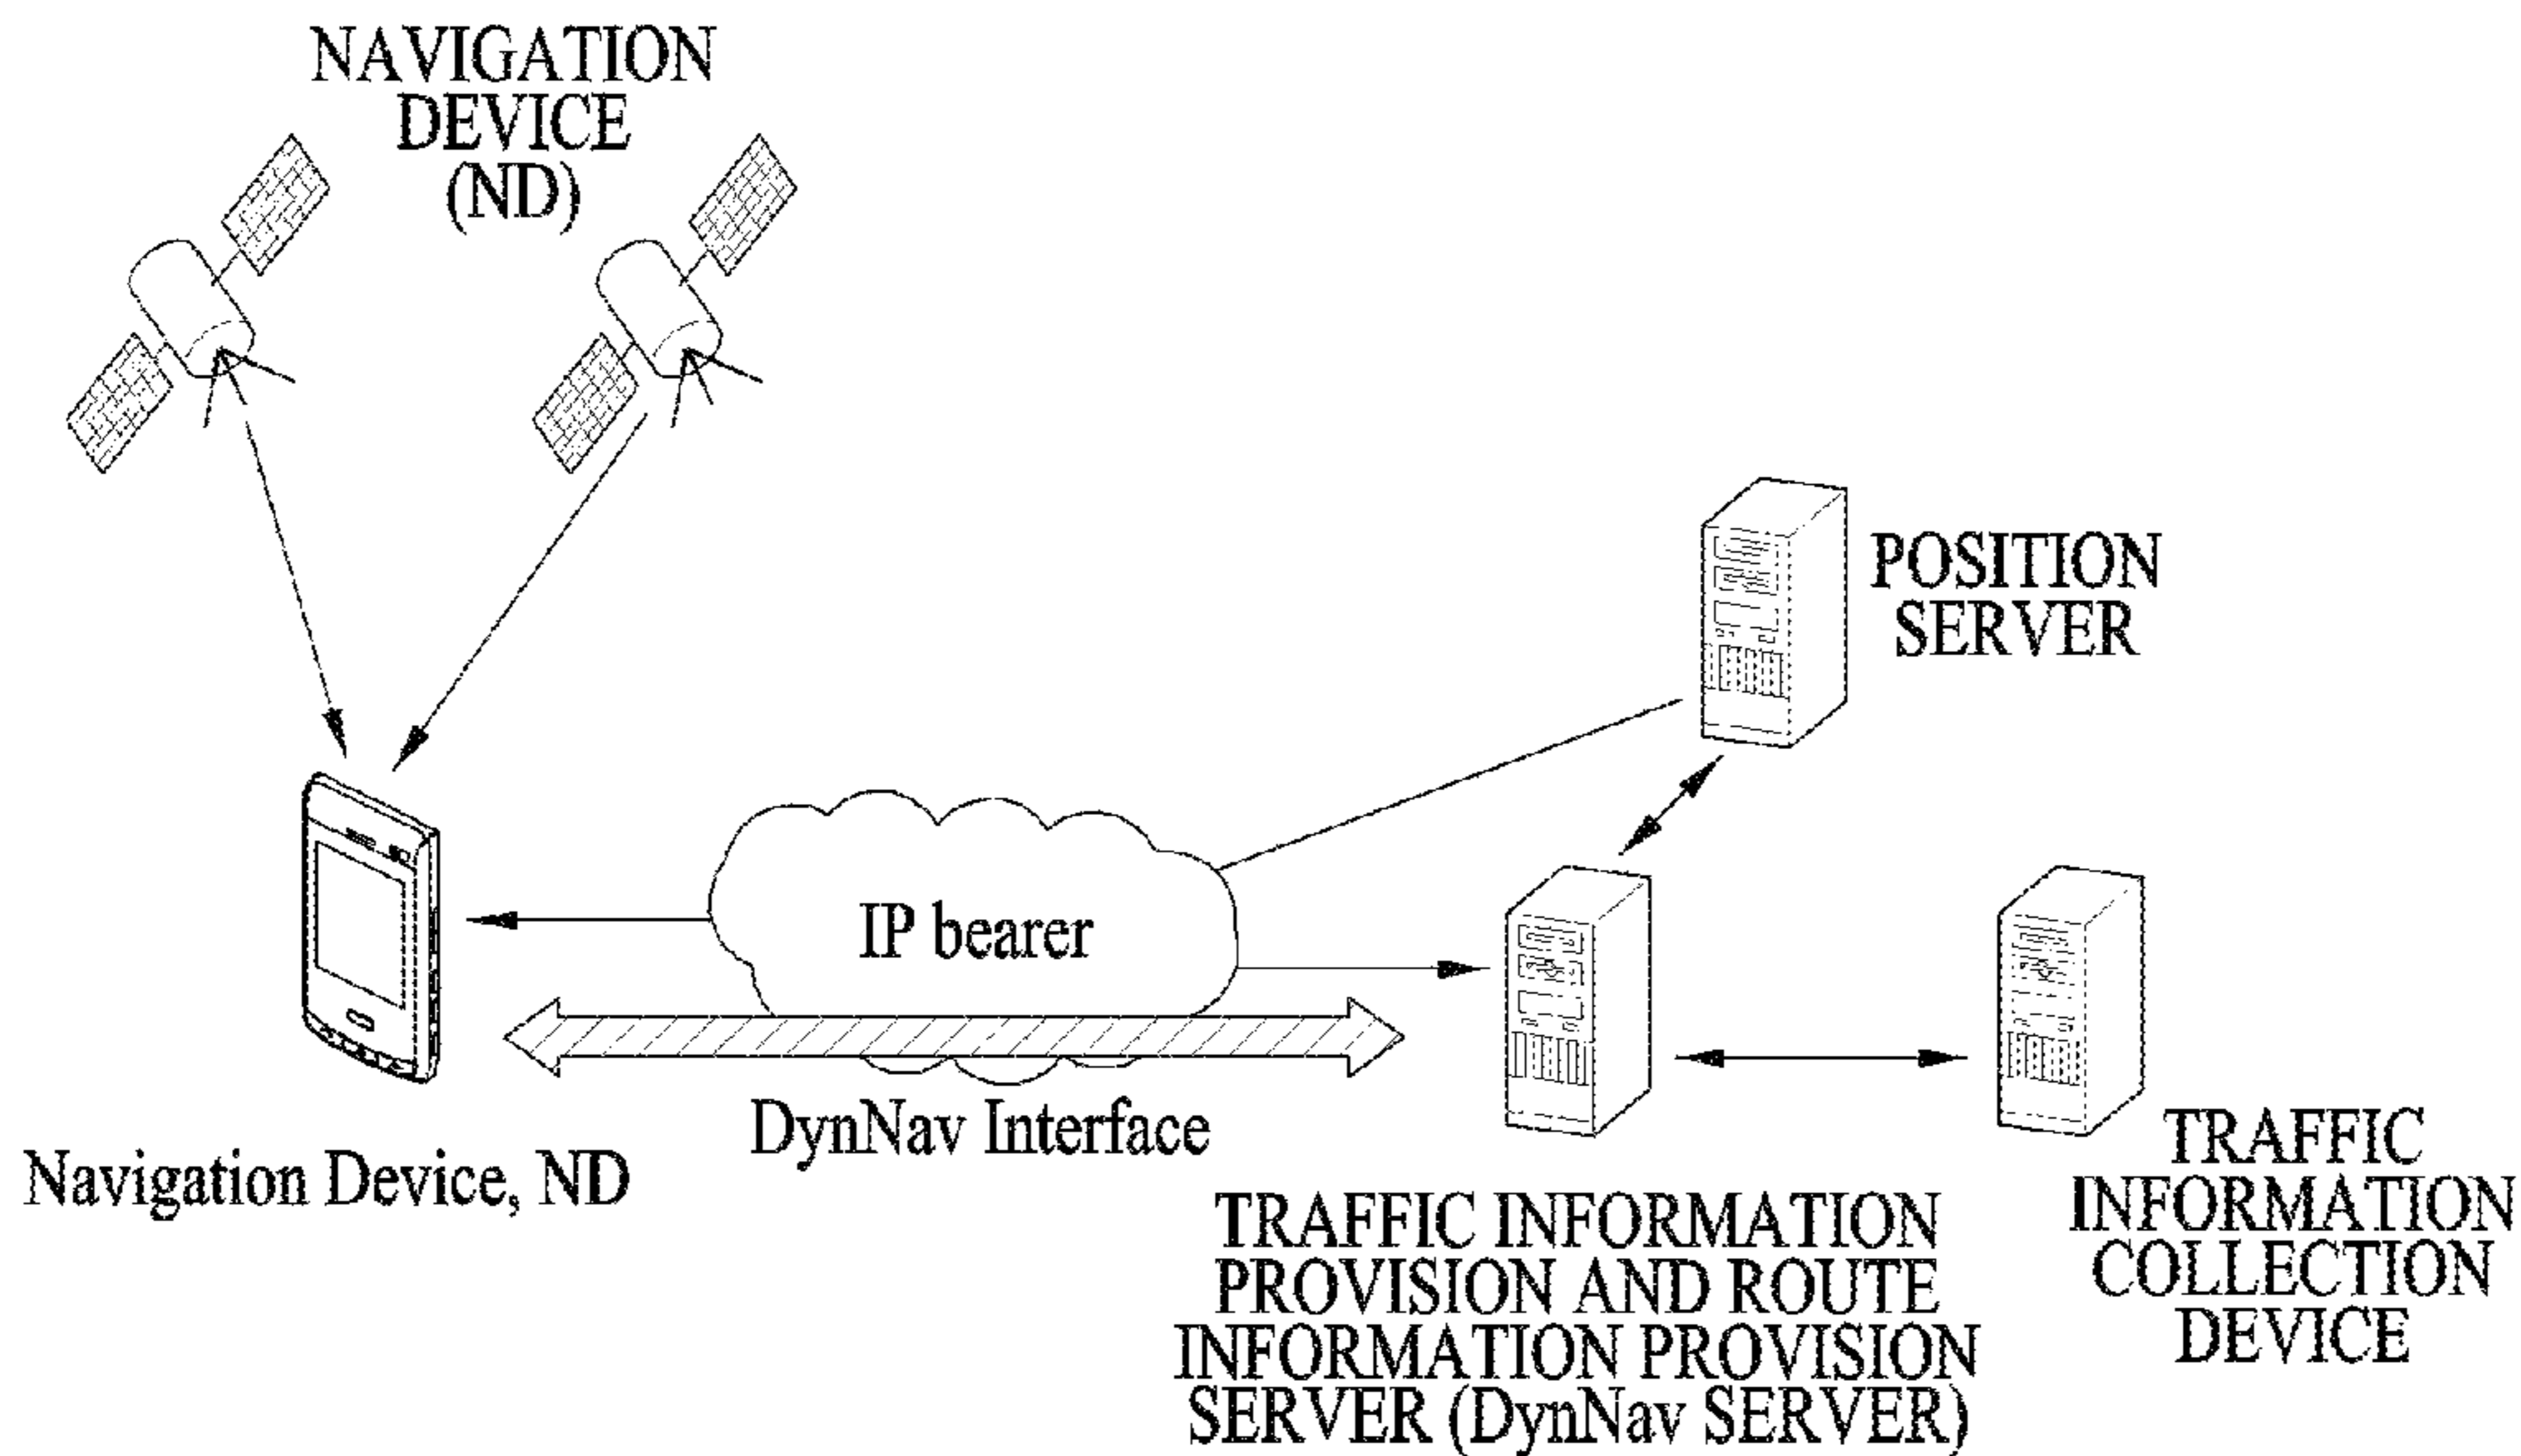 NAVIGATION
DEVICE
(ND)
POSITION
SERVER
IP bearer
DynNav Interface
Navigation Device, ND
TRAFFIC INFORMATION
PROVISION AND ROUTE
INFORMATION PROVISION
SERVER (DynNav SERVER)
TRAFFIC
INFORMATION
COLLECTION
DEVICE